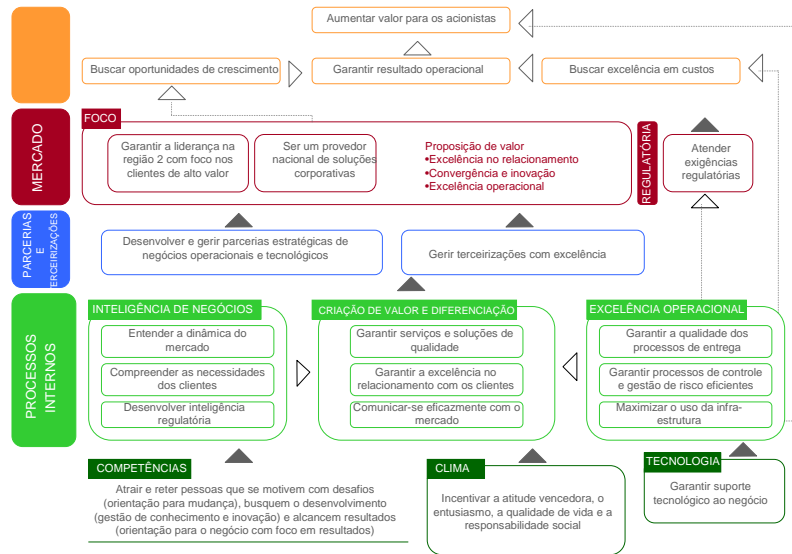 Aumentar valor para os acionistas
Buscar oportunidades de crescimento
Garantir resultado operacional
Buscar excelência em custos
MERCADO
FOCO
Garantir a liderança na
região 2 com foco nos
clientes de alto valor
Ser um provedor
nacional de soluções
corporativas
Proposição de valor
•Excelência no relacionamento
•Convergência e inovação
•Excelência operacional
REGULATÓRIA
Atender
exigências
regulatórias
PARCERIAS
E
TERCEIRIZAÇÕES
Desenvolver e gerir parcerias estratégicas de
negócios operacionais e tecnológicos
Gerir terceirizações com excelência
PROCESSOS
INTERNOS
INTELIGÊNCIA DE NEGÓCIOS
Entender a dinâmica do
mercado
Compreender as necessidades
dos clientes
Desenvolver inteligência
regulatória
CRIAÇÃO DE VALOR E DIFERENCIAÇÃO
Garantir serviços e soluções de
qualidade
Garantir a excelência no
relacionamento com os clientes
Comunicar-se eficazmente com o
mercado
EXCELÊNCIA OPERACIONAL
Garantir a qualidade dos
processos de entrega
Garantir processos de controle
e gestão de risco eficientes
Maximizar o uso da infra-
estrutura
COMPETÊNCIAS
Atrair e reter pessoas que se motivem com desafios
(orientação para mudança), busquem o desenvolvimento
(gestão de conhecimento e inovação) e alcancem resultados
(orientação para o negócio com foco em resultados)
CLIMA
Incentivar a atitude vencedora, o
entusiasmo, a qualidade de vida e a
responsabilidade social
TECNOLOGIA
Garantir suporte
tecnológico ao negócio